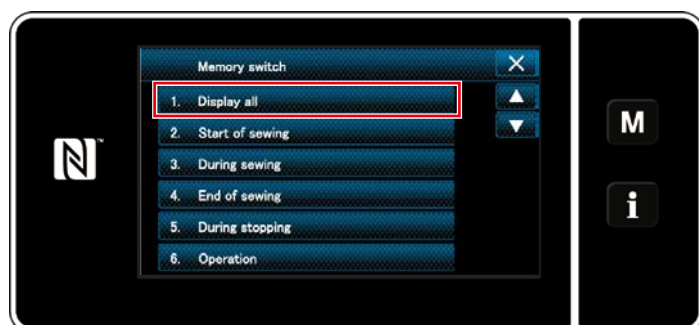 Memory switch
1. Display all
2. Start of sewing
3. During sewing
4. End of sewing
5. During stopping
6. Operation
M
i